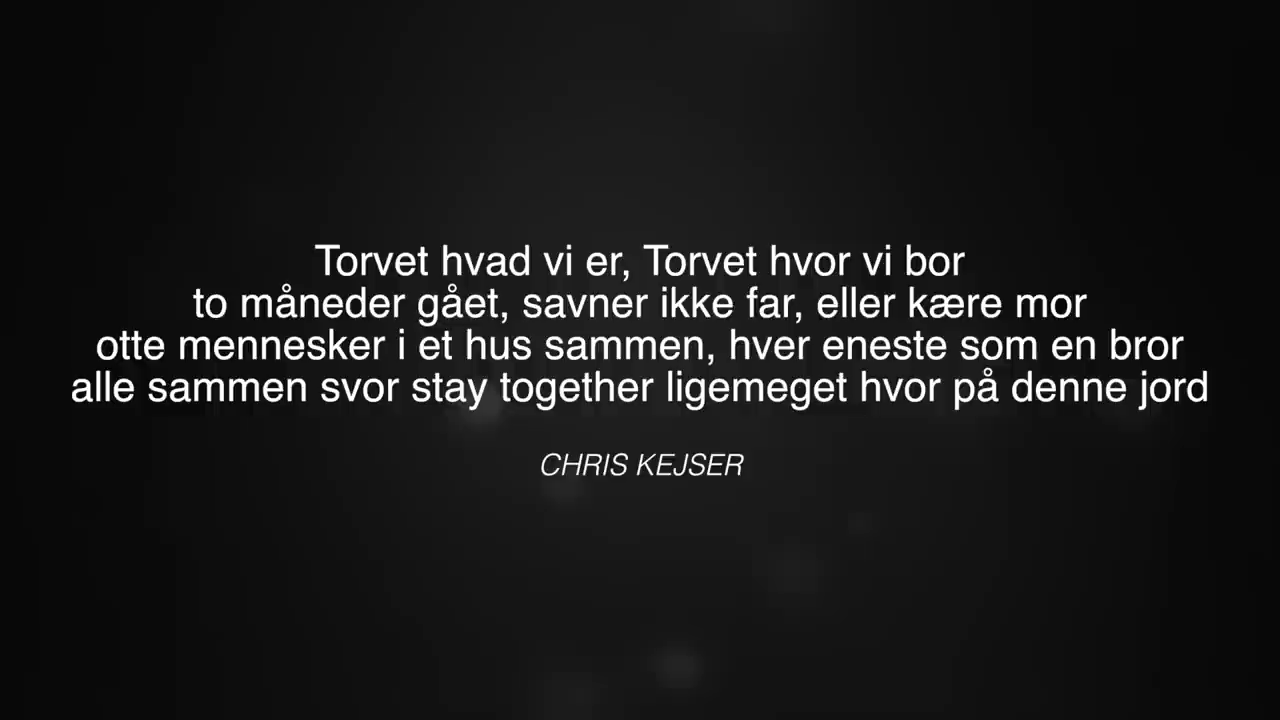 Torvet hvad vi er, Torvet hvor vi bor
to måneder gået, savner ikke far, eller kære mor
otte mennesker i et hus sammen, hver eneste som en bror
alle sammen svor stay together ligemeget hvor på denne jord
CHRIS KEJSER